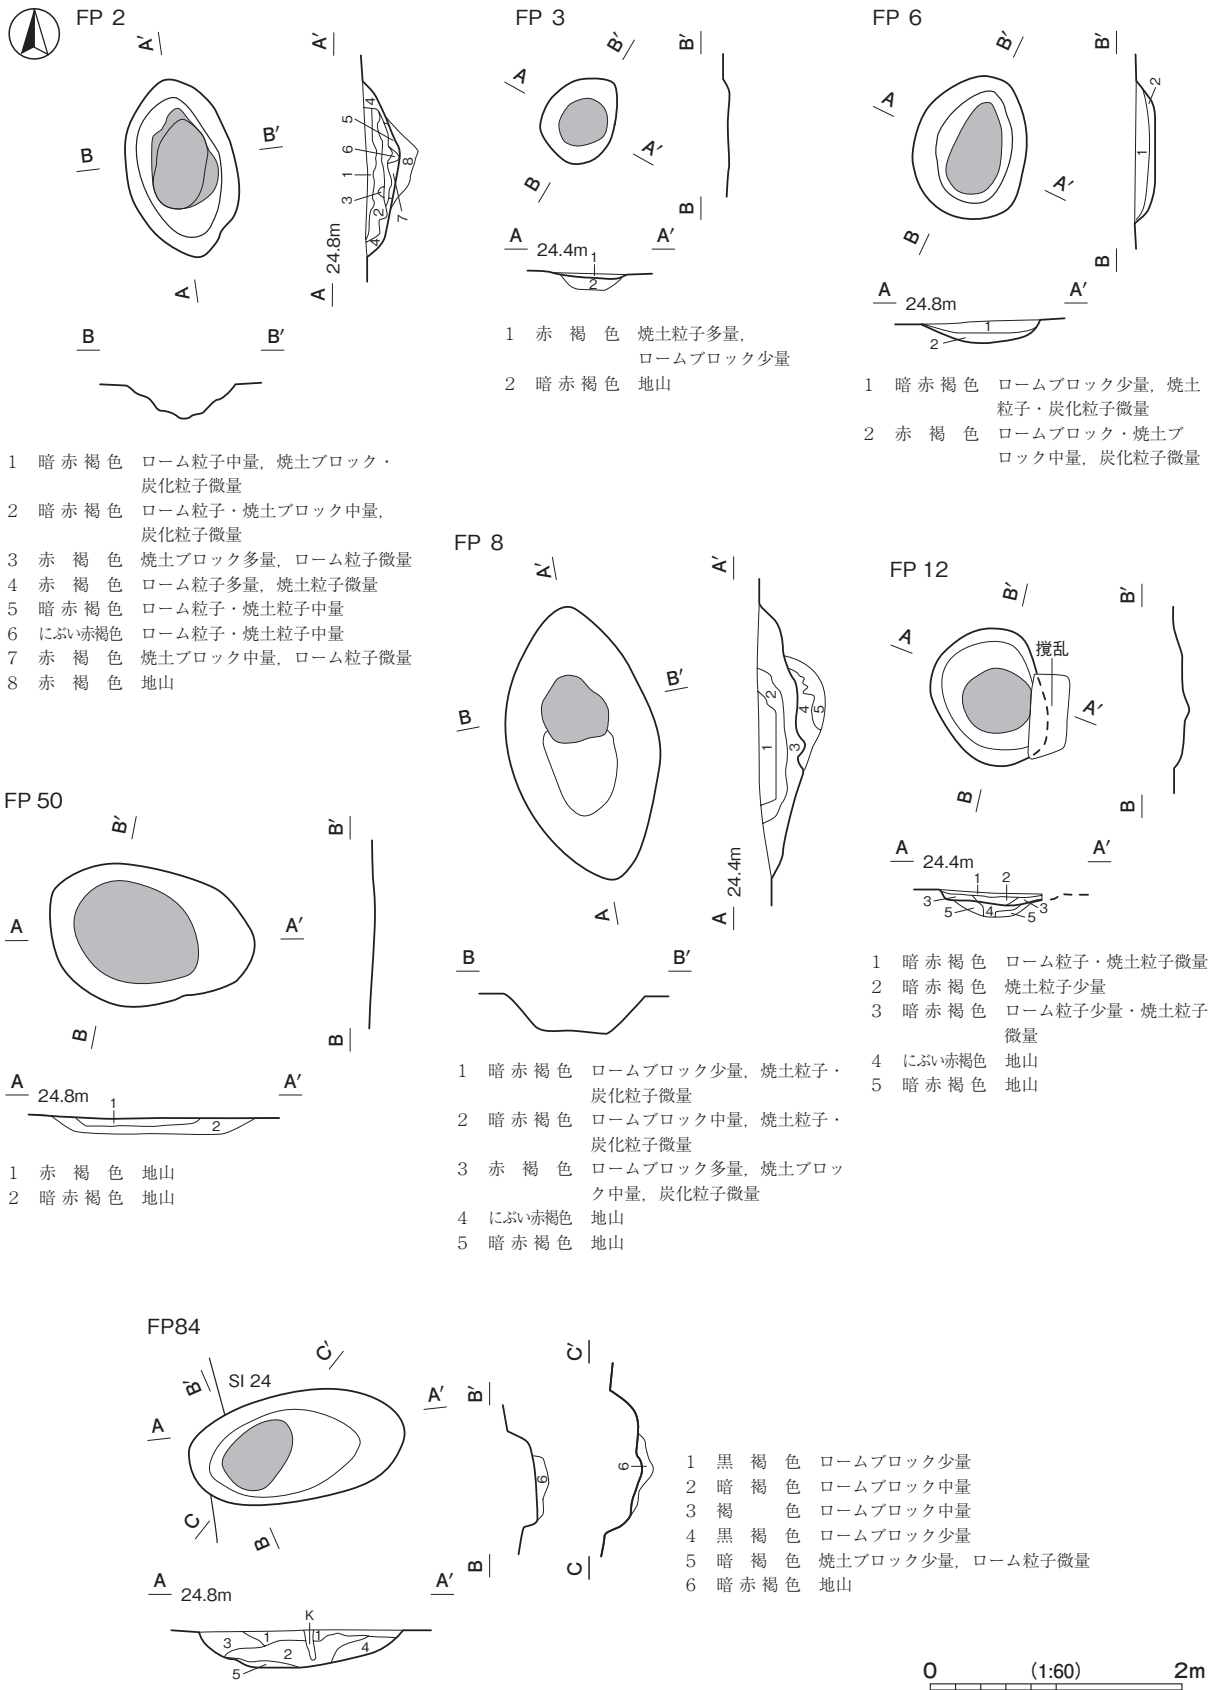 FP 2
A′
A′
B
B′
A
4
5
6
1
3
2
4
7
8
A
24.8m
B
B′
1 暗赤褐色 ローム粒子中量，焼土ブロック・
炭化粒子微量
2 暗赤褐色 ローム粒子・焼土ブロック中量，
炭化粒子微量
3 赤褐色 焼土ブロック多量，ローム粒子微量
4 赤褐色 ローム粒子多量，焼土粒子微量
5 暗赤褐色 ローム粒子・焼土粒子中量
6 にぶい赤褐色 ローム粒子・焼土粒子中量
7 赤褐色 焼土ブロック中量，ローム粒子微量
8 赤褐色 地山
FP 3
A
B′
B′
A′
B
B
A 24.4m A′
1
2
1 赤褐色 焼土粒子多量，
ロームブロック少量
2 暗赤褐色 地山
FP 6
B′
B′
A
A′
B
B
2
1
A 24.8m A′
1
2
1 暗赤褐色 ロームブロック少量，焼土
粒子・炭化粒子微量
2 赤褐色 ロームブロック・焼土ブ
ロック中量，炭化粒子微量
FP 8
A′
A′
B
B′
A
2
1
3
4
5
A
24.4m
B
B′
1 暗赤褐色 ロームブロック少量，焼土粒子・
炭化粒子微量
2 暗赤褐色 ロームブロック中量，焼土粒子・
炭化粒子微量
3 赤褐色 ロームブロック多量，焼土ブロッ
ク中量，炭化粒子微量
4 にぶい赤褐色 地山
5 暗赤褐色 地山
FP 12
B′
B′
A
撹乱
A′
B
B
A 24.4m A′
1 2
3 3
5 4 5
1 暗赤褐色 ローム粒子・焼土粒子微量
2 暗赤褐色 焼土粒子少量
3 暗赤褐色 ローム粒子少量・焼土粒子
微量
4 にぶい赤褐色 地山
5 暗赤褐色 地山
FP 50
B′
B′
A
A′
B
B
A 24.8m A′
1
2
1 赤褐色 地山
2 暗赤褐色 地山
FP84
B′
SI 24
C′
A
A′
C
B
B′
6
B
C′
6
C
A 24.8m A′
K
3 1 1
2 4
5
1 黒褐色 ロームブロック少量
2 暗褐色 ロームブロック中量
3 褐色 ロームブロック中量
4 黒褐色 ロームブロック少量
5 暗褐色 焼土ブロック少量，ローム粒子微量
6 暗赤褐色 地山
0 (1:60) 2m